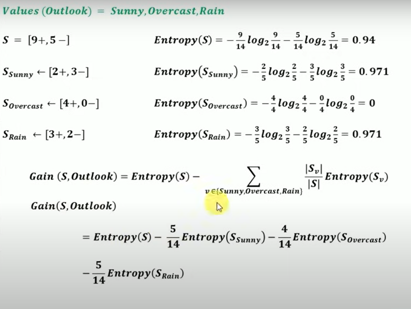 Values (Outlook) = Sunny, Overcast, Rain
S = [9+, 5−] Entropy(S) = −9/14 log₂ 9/14 − 5/14 log₂ 5/14 = 0.94
S_Sunny ← [2+, 3−] Entropy(S_Sunny) = −2/5 log₂ 2/5 − 3/5 log₂ 3/5 = 0.971
S_Overcast ← [4+, 0−] Entropy(S_Overcast) = −4/4 log₂ 4/4 − 0/4 log₂ 0/4 = 0
S_Rain ← [3+, 2−] Entropy(S_Rain) = −3/5 log₂ 3/5 − 2/5 log₂ 2/5 = 0.971
Gain (S, Outlook) = Entropy(S) − ∑ v∈{Sunny,Overcast,Rain} |Sᵥ|/|S| Entropy(Sᵥ)
Gain(S, Outlook)
= Entropy(S) − 5/14 Entropy(S_Sunny) − 4/14 Entropy(S_Overcast)
− 5/14 Entropy(S_Rain)